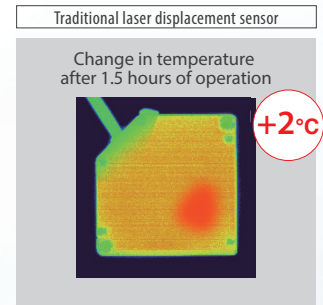 Traditional laser displacement sensor
Change in temperature
after 1.5 hours of operation
+2°C